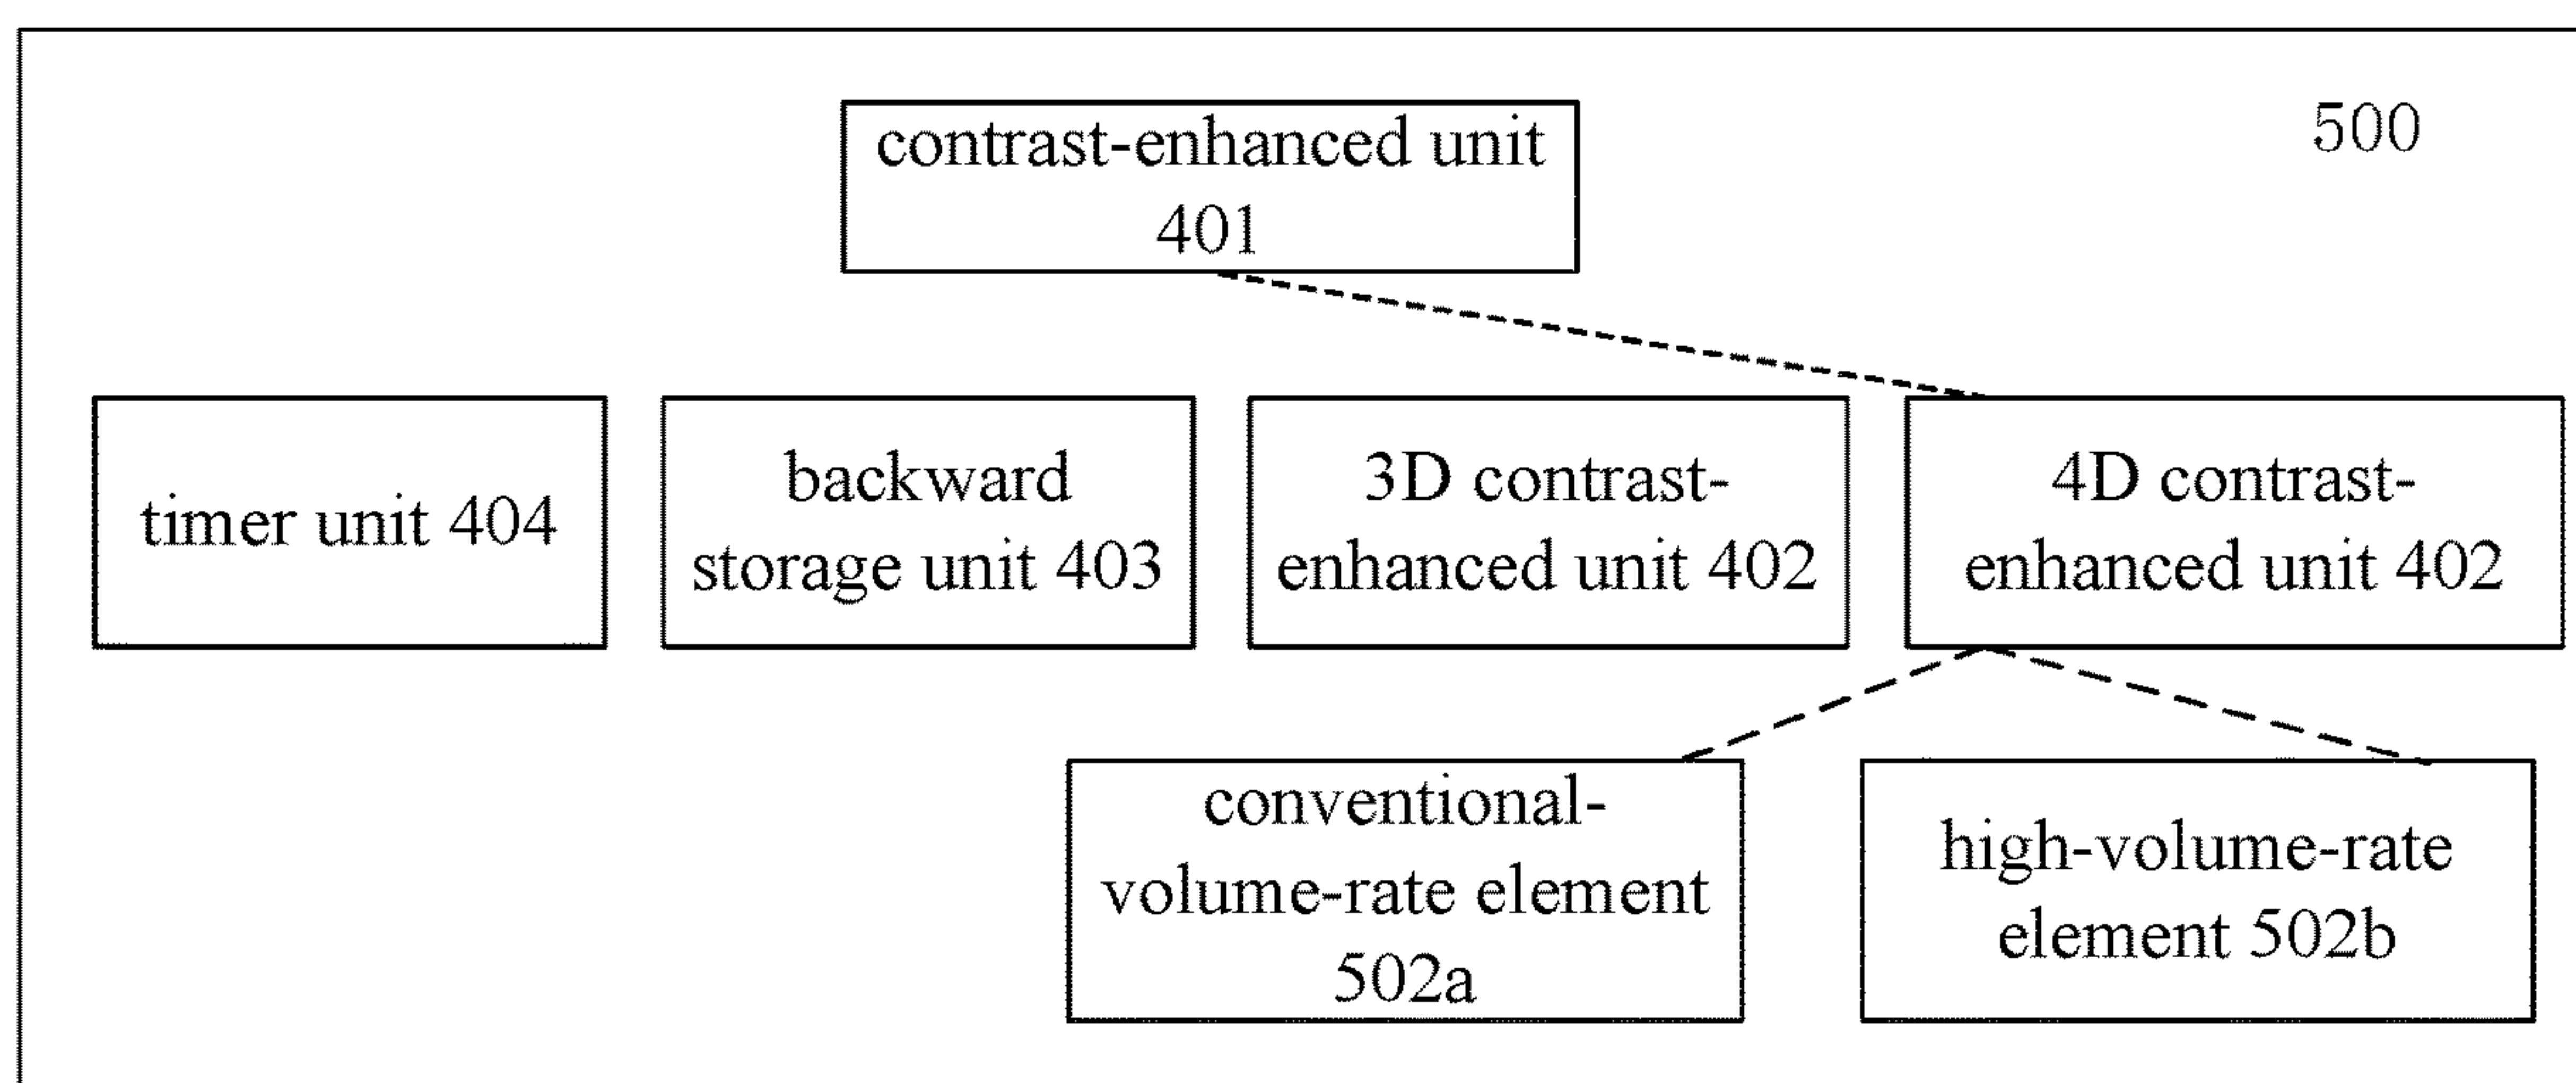 500
contrast-enhanced unit
401
timer unit 404
backward
storage unit 403
3D contrast-
enhanced unit 402
4D contrast-
enhanced unit 402
conventional-
volume-rate element
502a
high-volume-rate
element 502b